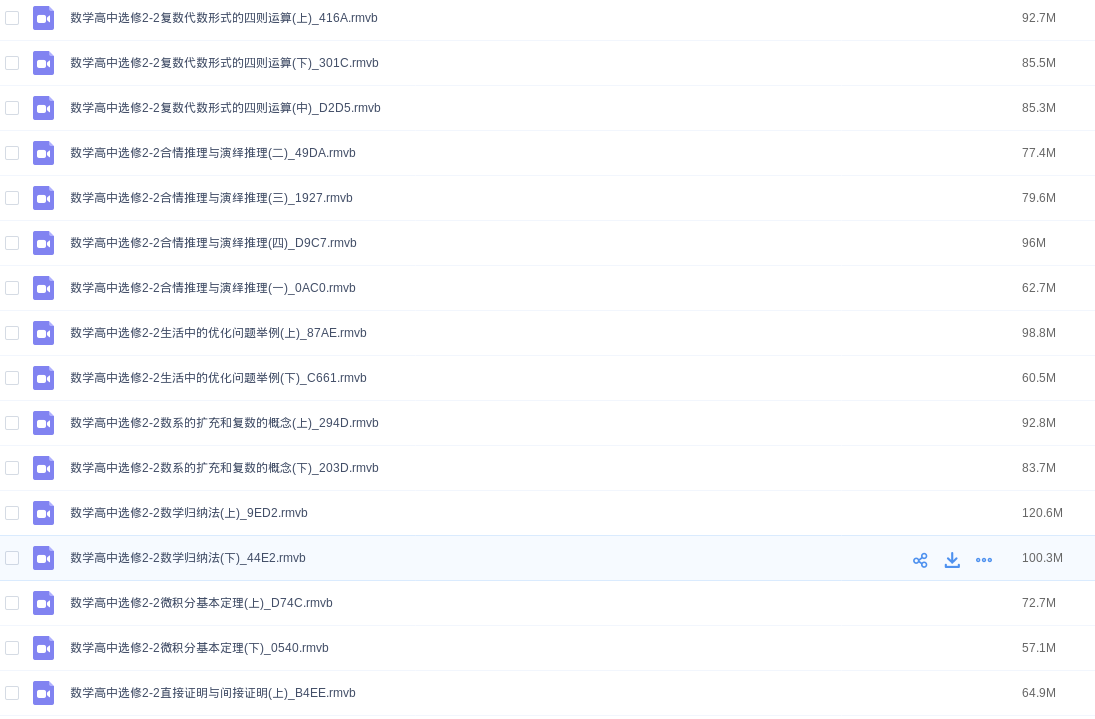 数学高中选修2-2复数代数形式的四则运算(上)_416A.rmvb 92.7M
数学高中选修2-2复数代数形式的四则运算(下)_301C.rmvb 85.5M
数学高中选修2-2复数代数形式的四则运算(中)_D2D5.rmvb 85.3M
数学高中选修2-2合情推理与演绎推理(二)_49DA.rmvb 77.4M
数学高中选修2-2合情推理与演绎推理(三)_1927.rmvb 79.6M
数学高中选修2-2合情推理与演绎推理(四)_D9C7.rmvb 96M
数学高中选修2-2合情推理与演绎推理(一)_0AC0.rmvb 62.7M
数学高中选修2-2生活中的优化问题举例(上)_87AE.rmvb 98.8M
数学高中选修2-2生活中的优化问题举例(下)_C661.rmvb 60.5M
数学高中选修2-2数系的扩充和复数的概念(上)_294D.rmvb 92.8M
数学高中选修2-2数系的扩充和复数的概念(下)_203D.rmvb 83.7M
数学高中选修2-2数学归纳法(上)_9ED2.rmvb 120.6M
数学高中选修2-2数学归纳法(下)_44E2.rmvb 100.3M
数学高中选修2-2微积分基本定理(上)_D74C.rmvb 72.7M
数学高中选修2-2微积分基本定理(下)_0540.rmvb 57.1M
数学高中选修2-2直接证明与间接证明(上)_B4EE.rmvb 64.9M